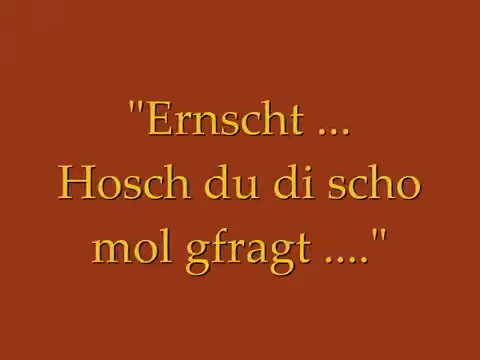 "Ernscht ...
Hosch du di scho
mol gfragt ...."